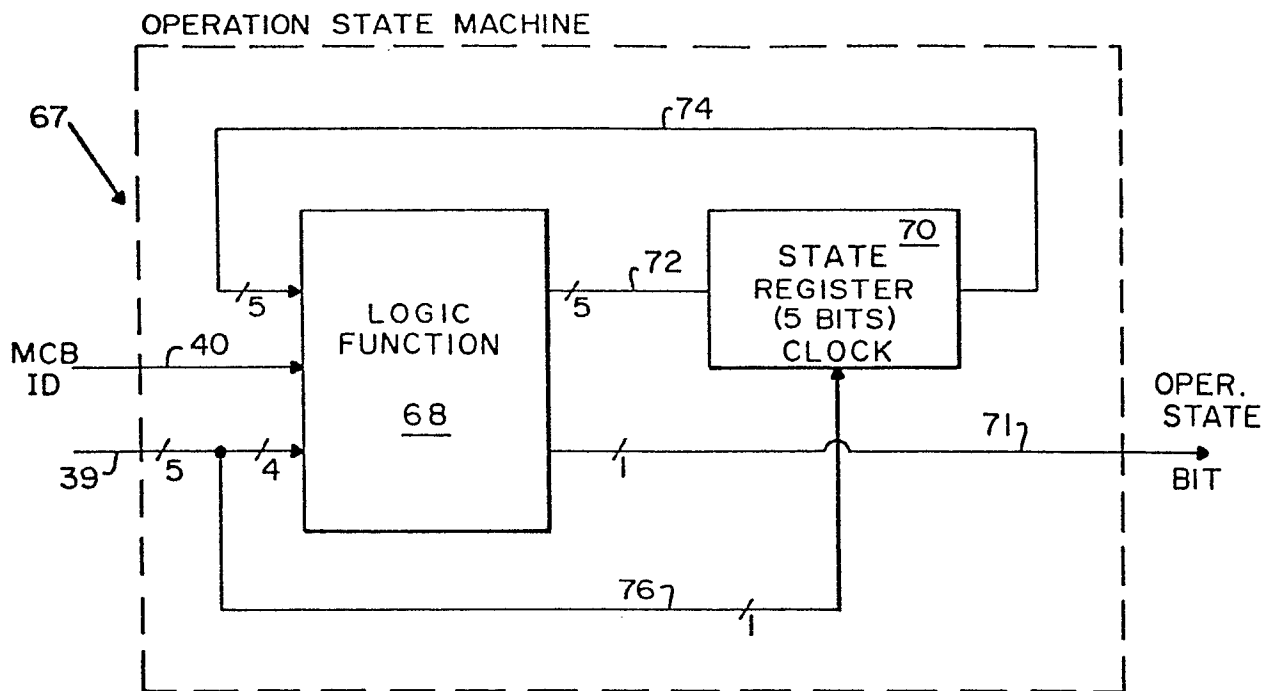 OPERATION STATE MACHINE
67
74
70
STATE
REGISTER
(5 BITS)
CLOCK
72
5
5
LOGIC
FUNCTION
68
MCB
ID
40
39
5
4
1
71
OPER.
STATE
BIT
76
1